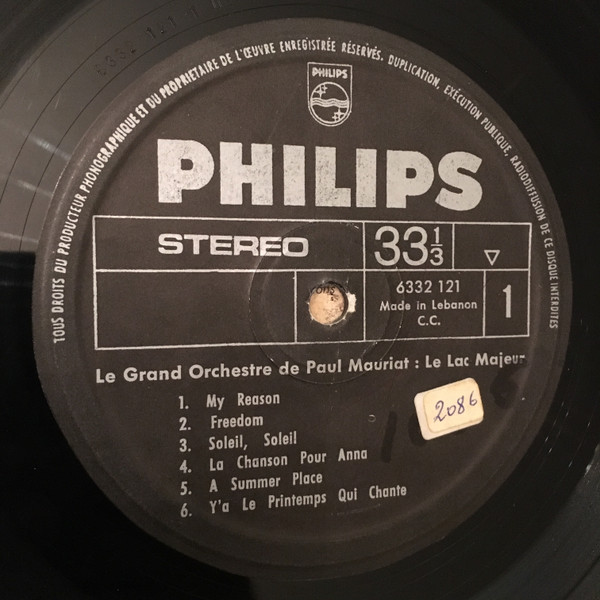 TOUS DROITS DU PRODUCTEUR PHONOGRAPHIQUE ET DU PROPRIETAIRE DE L'ŒUVRE ENREGISTRÉE RÉSERVÉS. DUPLICATION, EXÉCUTION PUBLIQUE, RADIODIFFUSION DE CE DISQUE INTERDITES
PHILIPS
PHILIPS
STEREO
33 1/3
▽
6332 121
Made in Lebanon
C.C.
1
Le Grand Orchestre de Paul Mauriat : Le Lac Majeur
1. My Reason
2. Freedom
3. Soleil, Soleil
4. La Chanson Pour Anna
5. A Summer Place
6. Y'a Le Printemps Qui Chante
2086